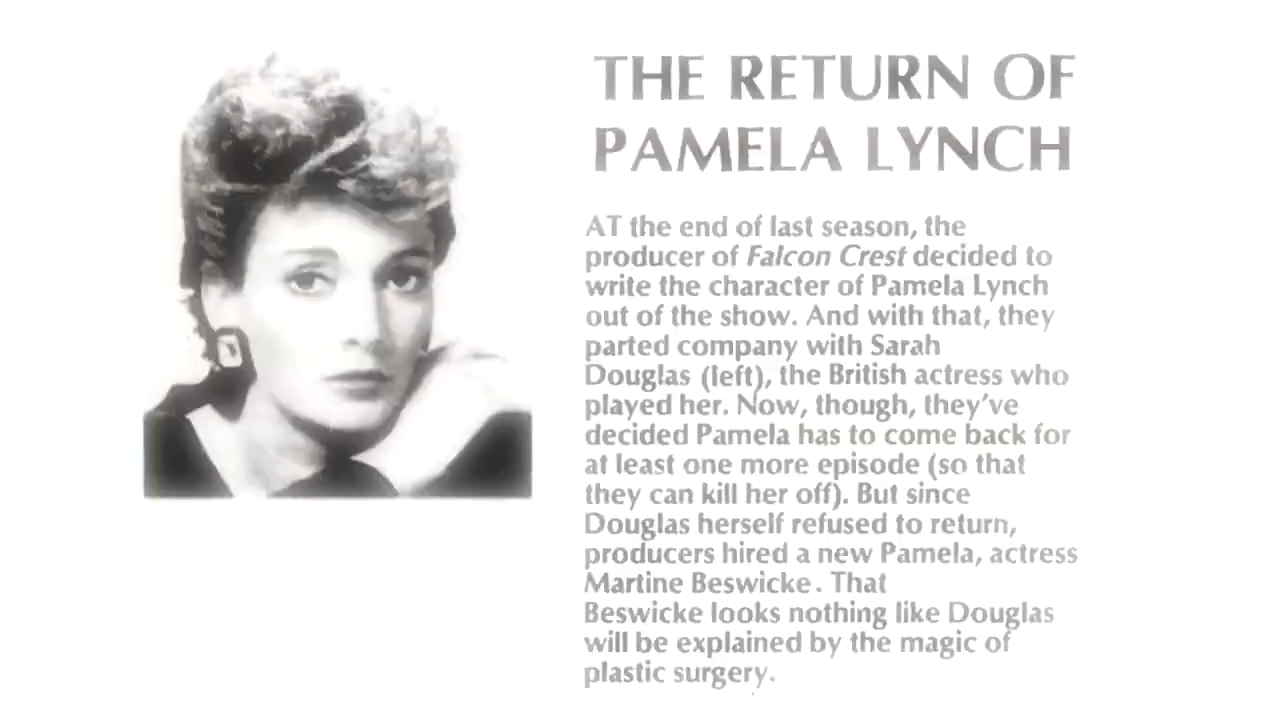 THE RETURN OF
PAMELA LYNCH
AT the end of last season, the
producer of Falcon Crest decided to
write the character of Pamela Lynch
out of the show. And with that, they
parted company with Sarah
Douglas (left), the British actress who
played her. Now, though, they've
decided Pamela has to come back for
at least one more episode (so that
they can kill her off). But since
Douglas herself refused to return,
producers hired a new Pamela, actress
Martine Beswicke. That
Beswicke looks nothing like Douglas
will be explained by the magic of
plastic surgery.